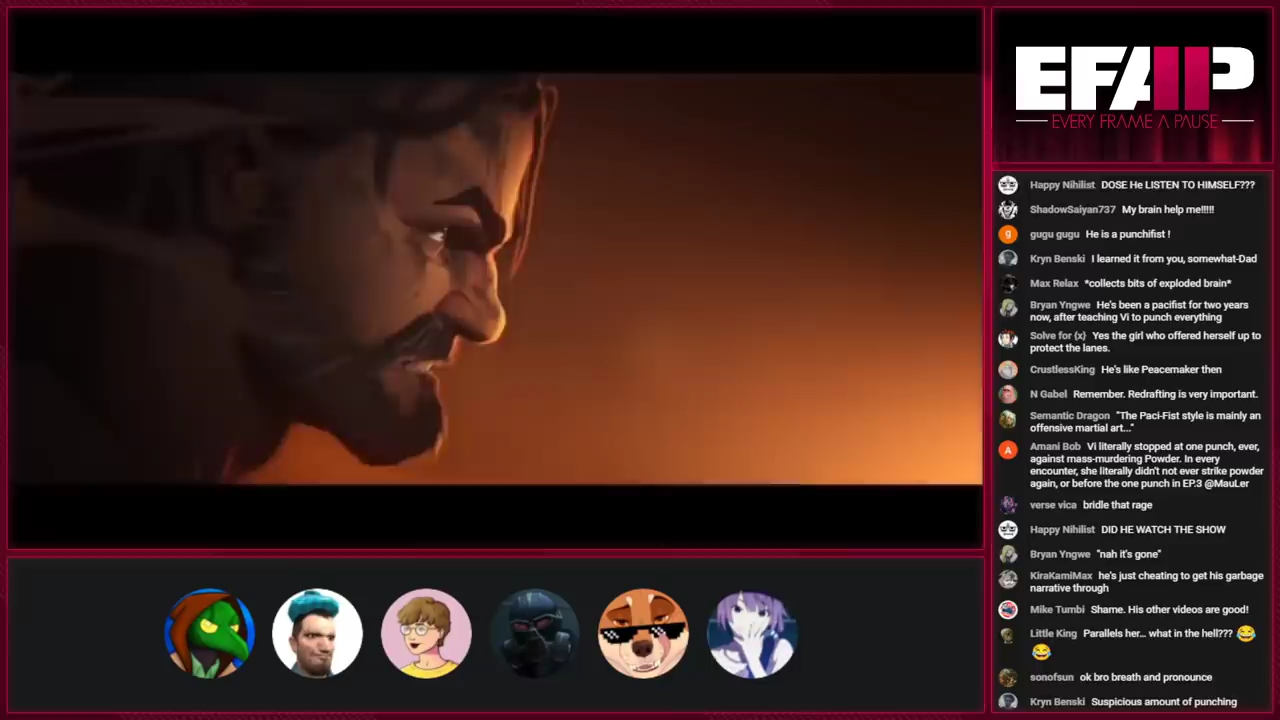 EFAP
EVERY FRAME A PAUSE
Happy Nihilist DOSE He LISTEN TO HIMSELF???
ShadowSaiyan737 My brain help me!!!!!
gugu gugu He is a punchifist !
Kryn Benski I learned it from you, somewhat-Dad
Max Relax *collects bits of exploded brain*
Bryan Yngwe He's been a pacifist for two years
now, after teaching Vi to punch everything
Solve for {x} Yes the girl who offered herself up to
protect the lanes.
CrustlessKing He's like Peacemaker then
N Gabel Remember. Redrafting is very important.
Semantic Dragon "The Paci-Fist style is mainly an
offensive martial art..."
A
Amani Bob Vi literally stopped at one punch, ever,
against mass-murdering Powder. In every
encounter, she literally didn't not ever strike powder
again, or before the one punch in EP.3 @MauLer
verse vica bridle that rage
Happy Nihilist DID HE WATCH THE SHOW
Bryan Yngwe "nah it's gone"
KiraKamiMax he's just cheating to get his garbage
narrative through
Mike Tumbi Shame. His other videos are good!
Little King Parallels her... what in the hell??? 😂
😂
sonofsun ok bro breath and pronounce
Kryn Benski Suspicious amount of punching